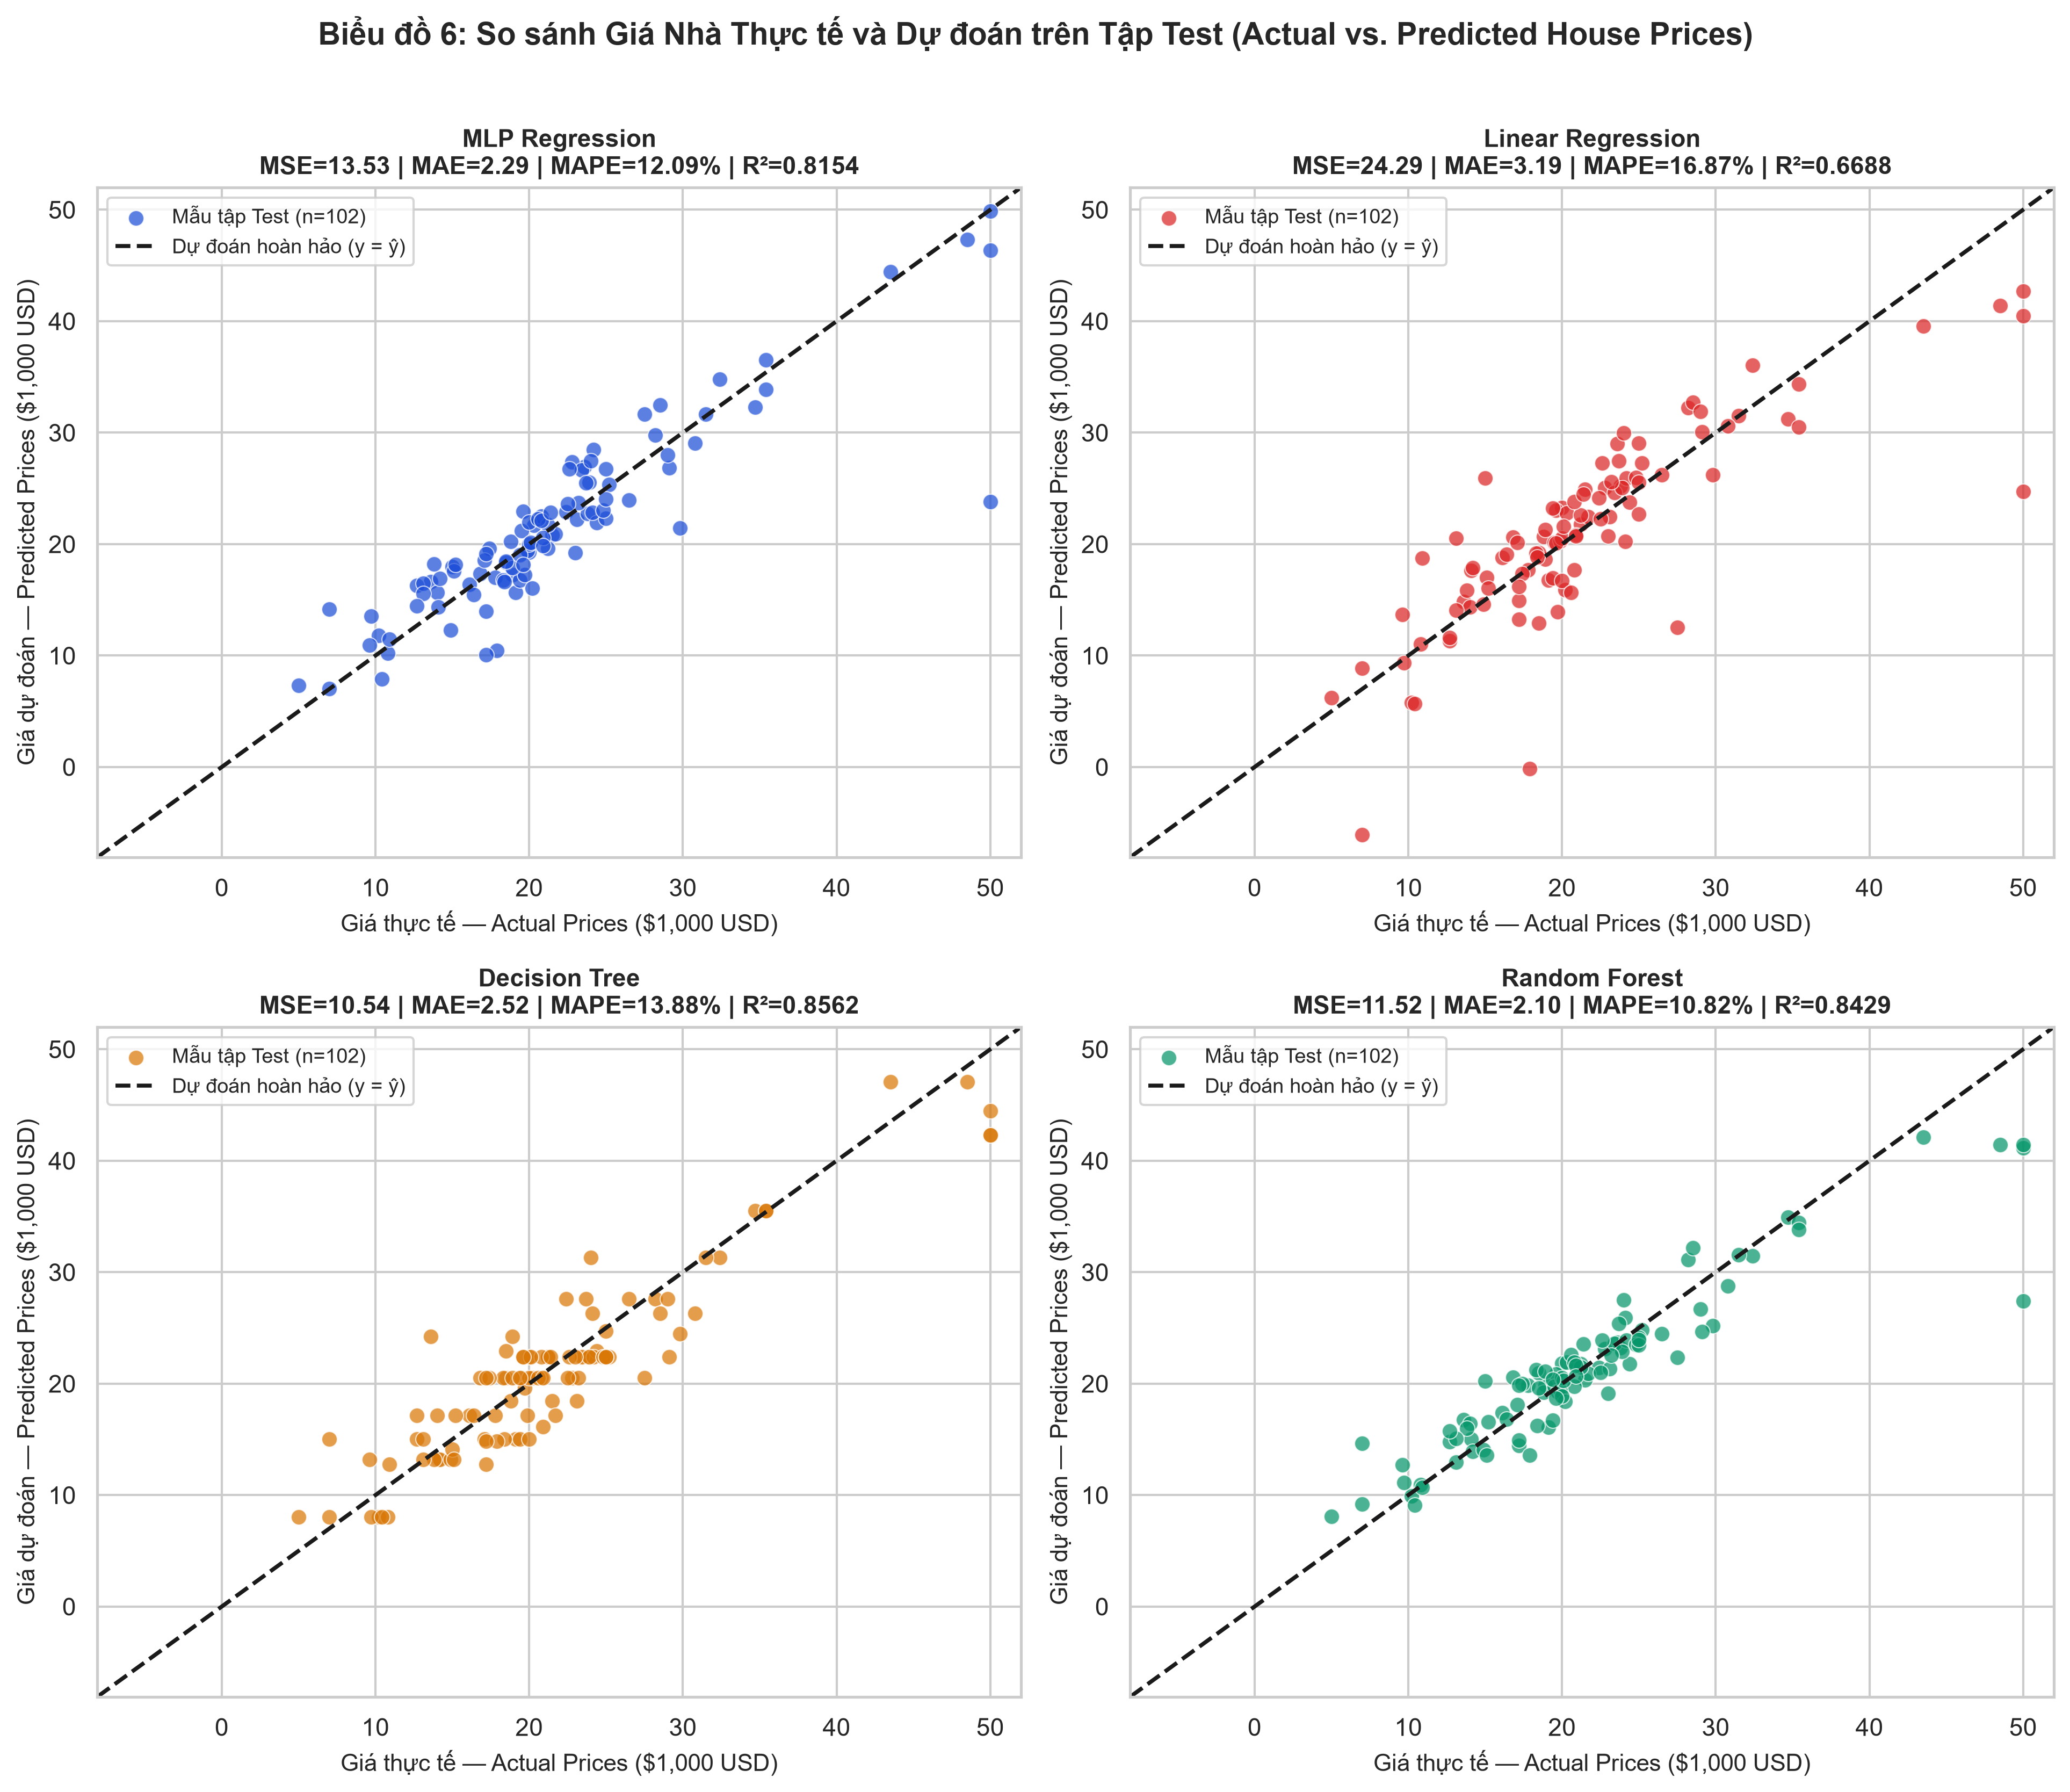 Biểu đồ 6: So sánh Giá Nhà Thực tế và Dự đoán trên Tập Test (Actual vs. Predicted House Prices)
MLP Regression
MSE=13.53 | MAE=2.29 | MAPE=12.09% | R²=0.8154
Mẫu tập Test (n=102)
Dự đoán hoàn hảo (y = ŷ)
Giá dự đoán — Predicted Prices ($1,000 USD)
50
40
30
20
10
0
0 10 20 30 40 50
Giá thực tế — Actual Prices ($1,000 USD)
Linear Regression
MSE=24.29 | MAE=3.19 | MAPE=16.87% | R²=0.6688
Mẫu tập Test (n=102)
Dự đoán hoàn hảo (y = ŷ)
Giá dự đoán — Predicted Prices ($1,000 USD)
50
40
30
20
10
0
0 10 20 30 40 50
Giá thực tế — Actual Prices ($1,000 USD)
Decision Tree
MSE=10.54 | MAE=2.52 | MAPE=13.88% | R²=0.8562
Mẫu tập Test (n=102)
Dự đoán hoàn hảo (y = ŷ)
Giá dự đoán — Predicted Prices ($1,000 USD)
50
40
30
20
10
0
0 10 20 30 40 50
Giá thực tế — Actual Prices ($1,000 USD)
Random Forest
MSE=11.52 | MAE=2.10 | MAPE=10.82% | R²=0.8429
Mẫu tập Test (n=102)
Dự đoán hoàn hảo (y = ŷ)
Giá dự đoán — Predicted Prices ($1,000 USD)
50
40
30
20
10
0
0 10 20 30 40 50
Giá thực tế — Actual Prices ($1,000 USD)